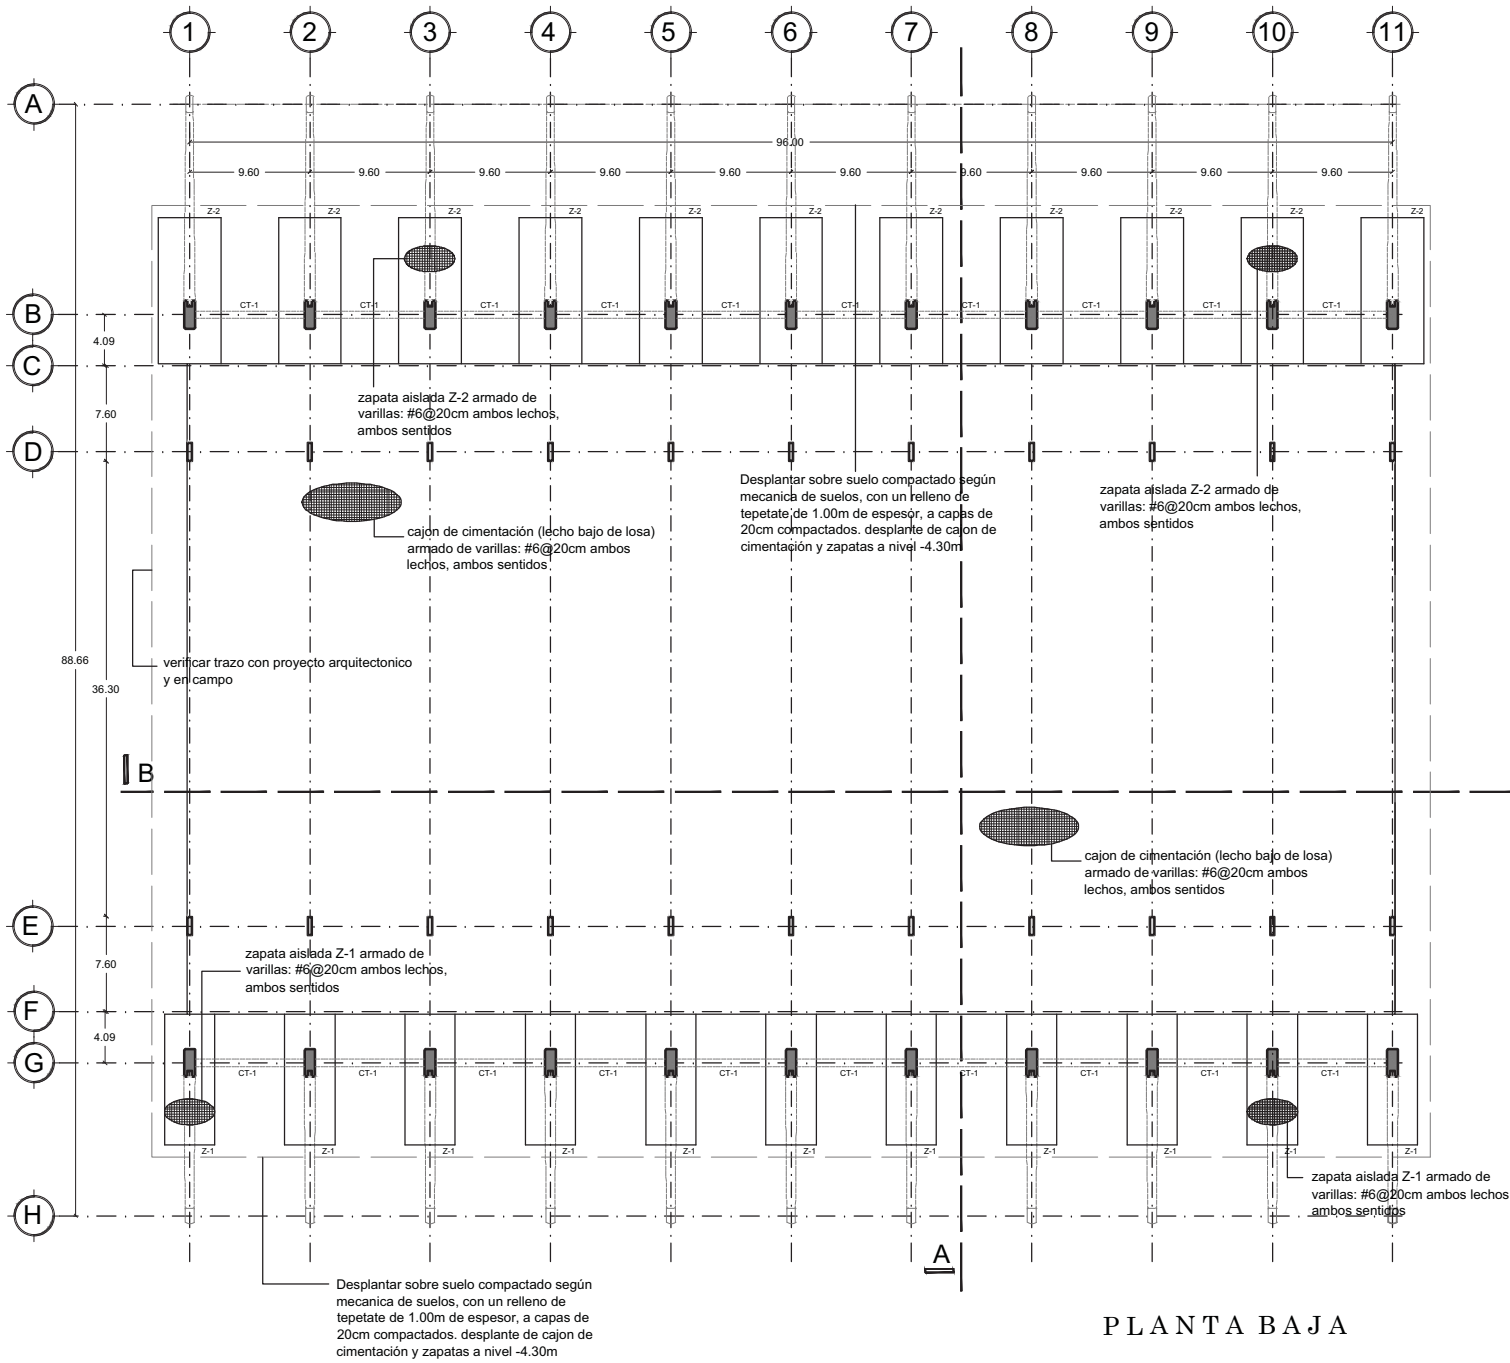 1 2 3 4 5 6 7 8 9 10 11
A
96.00
9.60 9.60 9.60 9.60 9.60 9.60 9.60 9.60 9.60 9.60
Z-2 Z-2 Z-2 Z-2 Z-2 Z-2 Z-2 Z-2 Z-2 Z-2 Z-2
CT-1 CT-1 CT-1 CT-1 CT-1 CT-1 CT-1 CT-1 CT-1 CT-1
B
4.09
C
7.60
zapata aislada Z-2 armado de
varillas: #6@20cm ambos lechos,
ambos sentidos
D
Desplantar sobre suelo compactado según
mecanica de suelos, con un relleno de
tepetate de 1.00m de espesor, a capas de
20cm compactados. desplante de cajon de
cimentación y zapatas a nivel -4.30m
zapata aislada Z-2 armado de
varillas: #6@20cm ambos lechos,
ambos sentidos
cajon de cimentación (lecho bajo de losa)
armado de varillas: #6@20cm ambos
lechos, ambos sentidos
88.66
36.30
verificar trazo con proyecto arquitectonico
y en campo
B
cajon de cimentación (lecho bajo de losa)
armado de varillas: #6@20cm ambos
lechos, ambos sentidos
E
7.60
zapata aislada Z-1 armado de
varillas: #6@20cm ambos lechos,
ambos sentidos
F
4.09
G
CT-1 CT-1 CT-1 CT-1 CT-1 CT-1 CT-1 CT-1 CT-1 CT-1
Z-1 Z-1 Z-1 Z-1 Z-1 Z-1 Z-1 Z-1 Z-1 Z-1 Z-1
zapata aislada Z-1 armado de
varillas: #6@20cm ambos lechos
ambos sentidos
H
A
Desplantar sobre suelo compactado según
mecanica de suelos, con un relleno de
tepetate de 1.00m de espesor, a capas de
20cm compactados. desplante de cajon de
cimentación y zapatas a nivel -4.30m
PLANTA BAJA